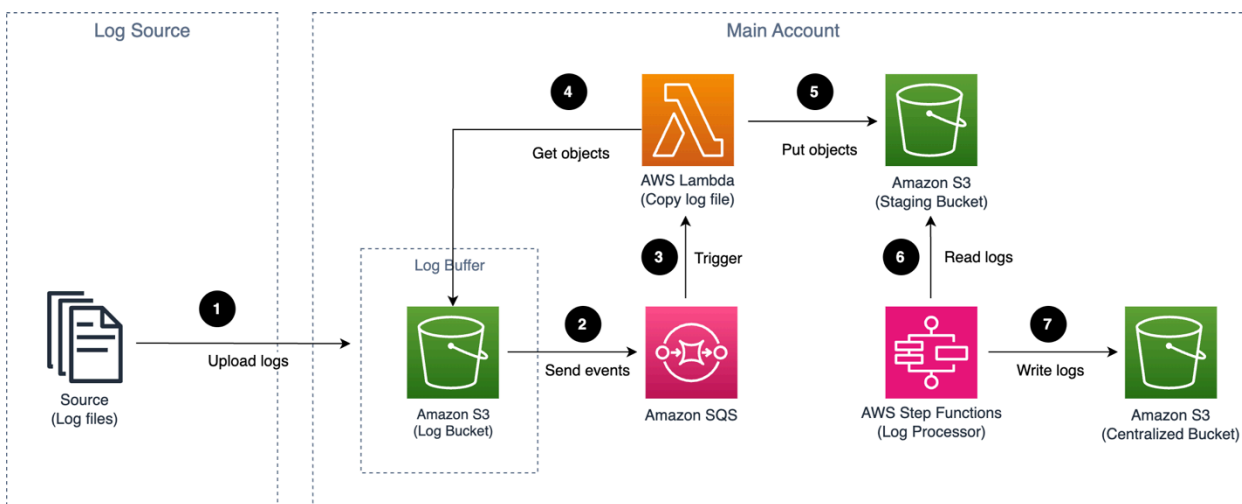 Log Source
Main Account
4
5
Get objects
Put objects
AWS Lambda
(Copy log file)
Amazon S3
(Staging Bucket)
3
Trigger
6
Read logs
Log Buffer
1
Upload logs
2
Send events
7
Write logs
Source
(Log files)
Amazon S3
(Log Bucket)
Amazon SQS
AWS Step Functions
(Log Processor)
Amazon S3
(Centralized Bucket)